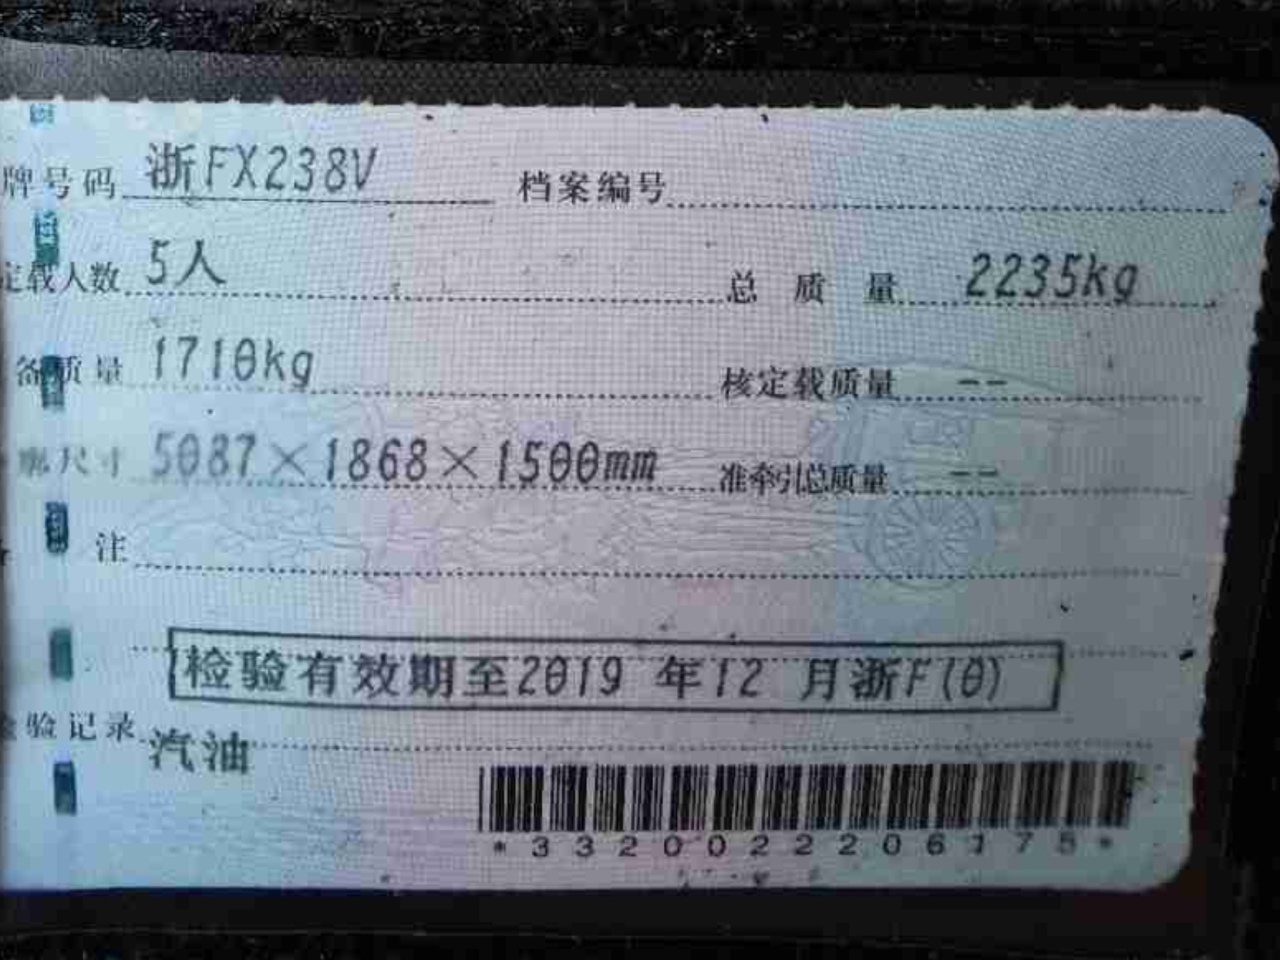 牌号码 浙FX238V 档案编号
定载人数 5人 总质量 2235kg
备质量 1710kg 核定载质量 --
廓尺寸 5087×1868×1500mm 准牵引总质量 --
注
检验有效期至2019 年12 月浙F(0)
验记录 汽油
*3320022206175*